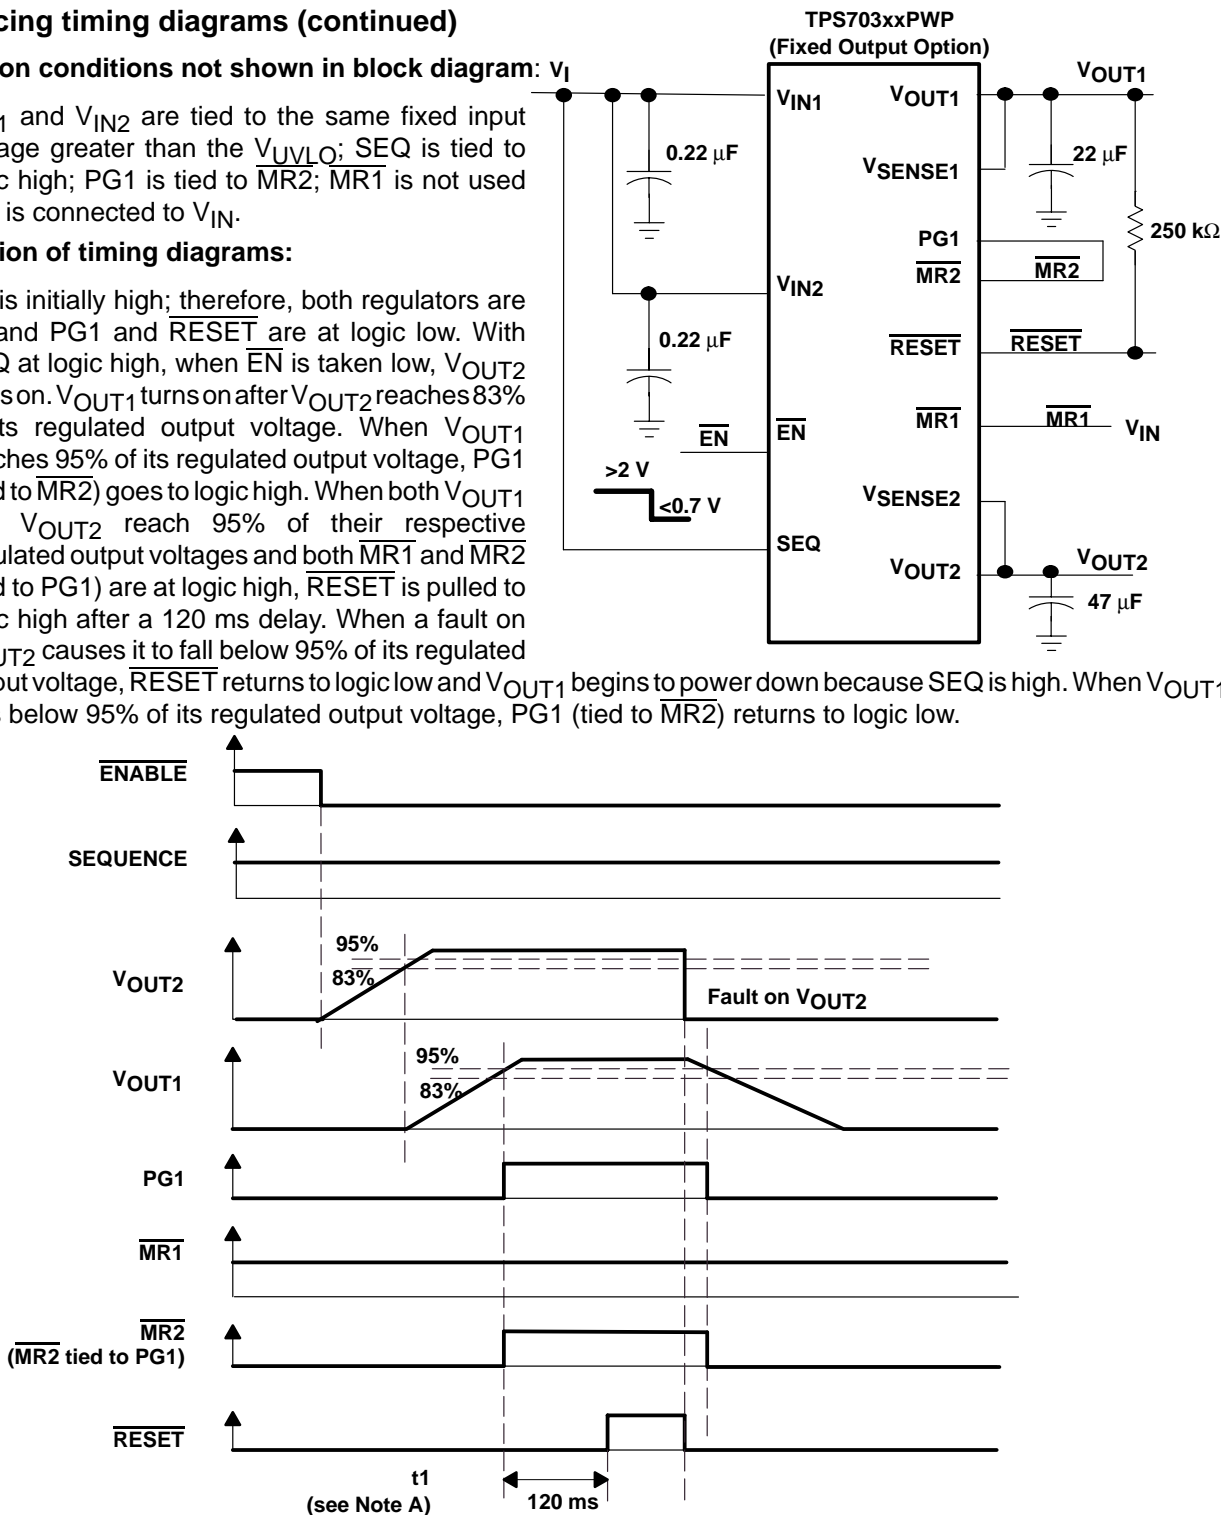 cing timing diagrams (continued)
on conditions not shown in block diagram:
1 and VIN2 are tied to the same fixed input
age greater than the VUVLO; SEQ is tied to
c high; PG1 is tied to MR2; MR1 is not used
is connected to VIN.
ion of timing diagrams:
is initially high; therefore, both regulators are
and PG1 and RESET are at logic low. With
Q at logic high, when EN is taken low, VOUT2
s on. VOUT1 turns on after VOUT2 reaches 83%
ts regulated output voltage. When VOUT1
ches 95% of its regulated output voltage, PG1
d to MR2) goes to logic high. When both VOUT1
VOUT2 reach 95% of their respective
ulated output voltages and both MR1 and MR2
d to PG1) are at logic high, RESET is pulled to
c high after a 120 ms delay. When a fault on
UT2 causes it to fall below 95% of its regulated
out voltage, RESET returns to logic low and VOUT1 begins to power down because SEQ is high. When VOUT1
s below 95% of its regulated output voltage, PG1 (tied to MR2) returns to logic low.
TPS703xxPWP
(Fixed Output Option)
VI
VIN1
VOUT1
VOUT1
0.22 µF
VSENSE1
22 µF
250 kΩ
PG1
MR2
MR2
VIN2
0.22 µF
RESET
RESET
EN
EN
MR1
MR1
VIN
>2 V
<0.7 V
VSENSE2
SEQ
VOUT2
VOUT2
47 µF
ENABLE
SEQUENCE
VOUT2
95%
83%
Fault on VOUT2
VOUT1
95%
83%
PG1
MR1
MR2
(MR2 tied to PG1)
RESET
t1
(see Note A)
120 ms